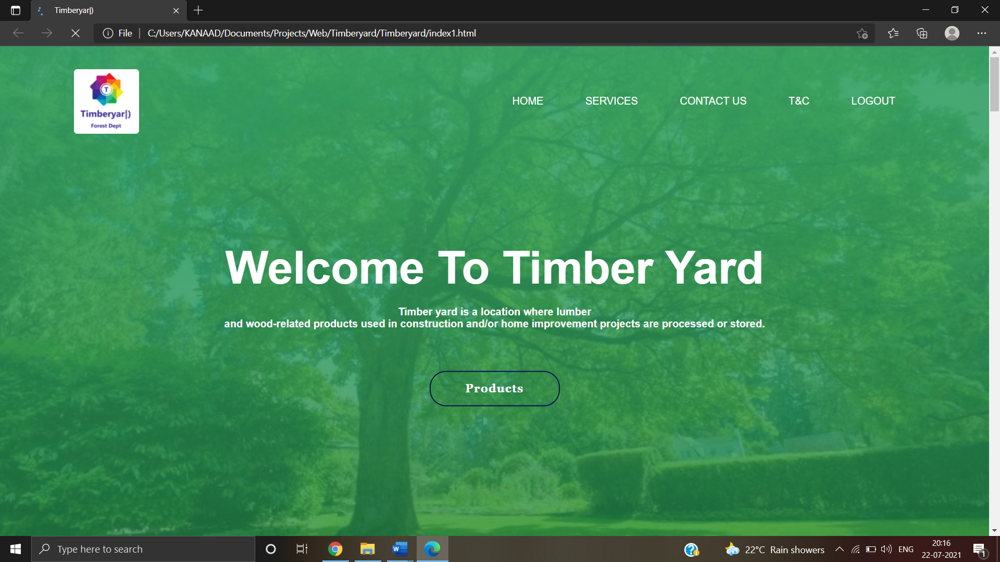 Timberyar|)
File
C:/Users/KANAAD/Documents/Projects/Web/Timberyard/Timberyard/index1.html
T
Timberyar|)
Forest Dept
HOME SERVICES CONTACT US T&C LOGOUT
Welcome To Timber Yard
Timber yard is a location where lumber
and wood-related products used in construction and/or home improvement projects are processed or stored.
Products
Type here to search
W
?
22°C Rain showers
ENG
20:16
22-07-2021
1